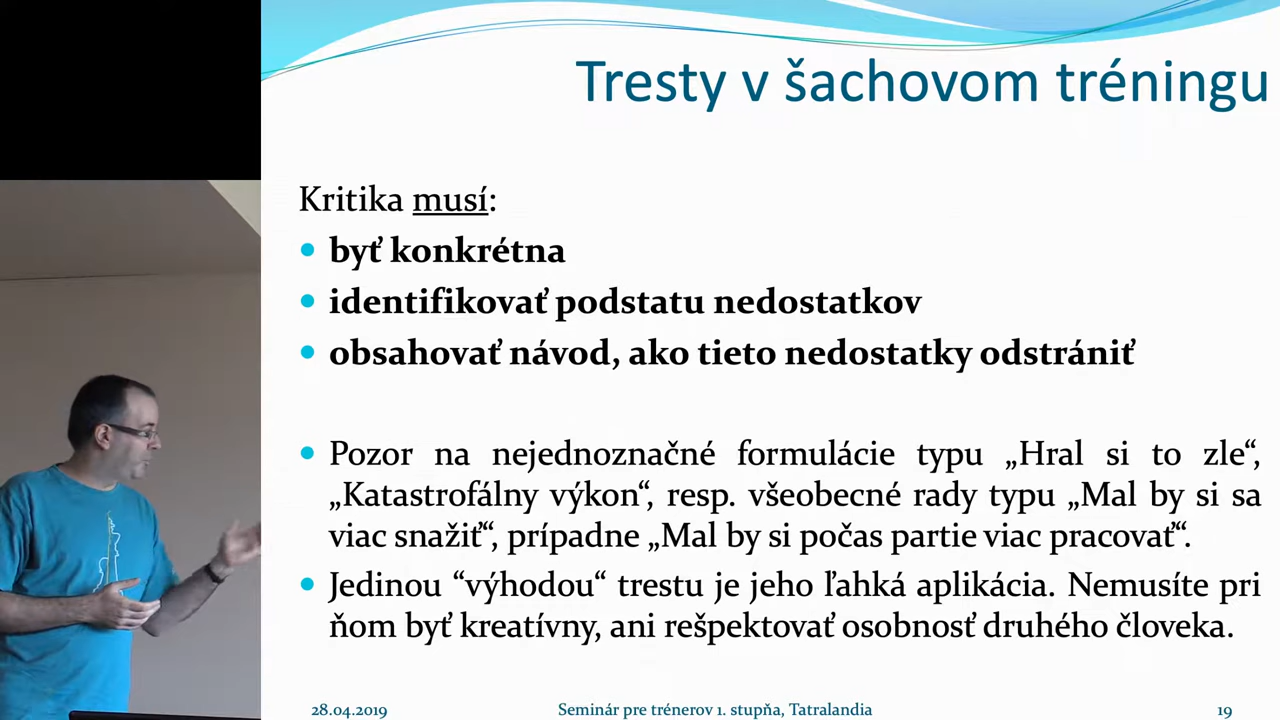 Tresty v šachovom tréningu
Kritika musí:
• byť konkrétna
• identifikovať podstatu nedostatkov
• obsahovať návod, ako tieto nedostatky odstrániť
• Pozor na nejednoznačné formulácie typu „Hral si to zle“,
„Katastrofálny výkon“, resp. všeobecné rady typu „Mal by si sa
viac snažiť“, prípadne „Mal by si počas partie viac pracovať“.
• Jedinou “výhodou“ trestu je jeho ľahká aplikácia. Nemusíte pri
ňom byť kreatívny, ani rešpektovať osobnosť druhého človeka.
28.04.2019 Seminár pre trénerov 1. stupňa, Tatralandia 19